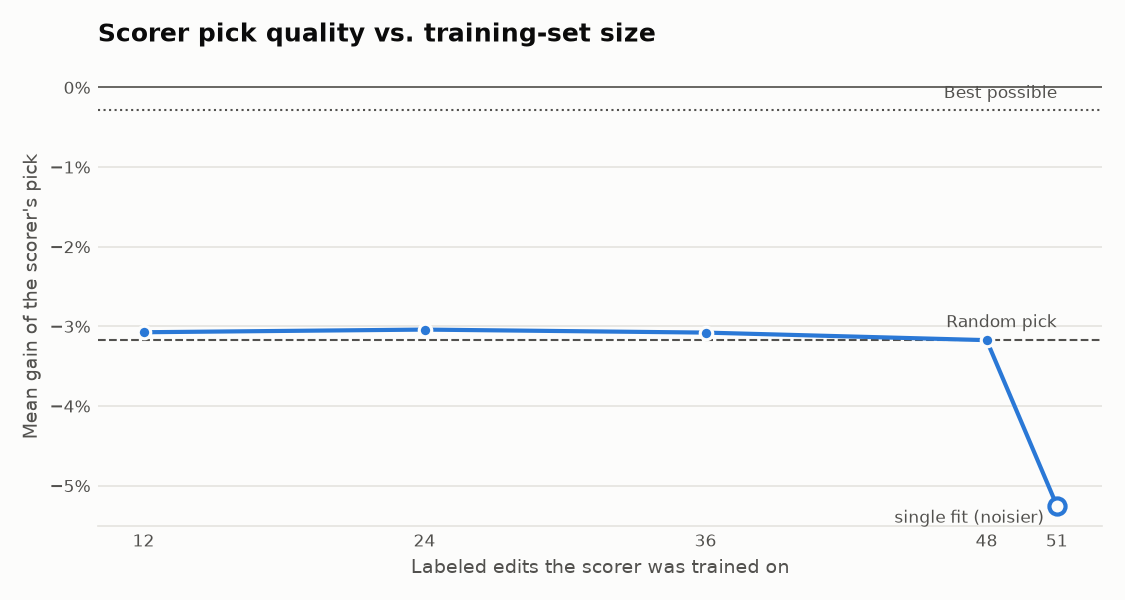 Scorer pick quality vs. training-set size
0%
Best possible
−1%
−2%
−3%
Random pick
−4%
−5%
single fit (noisier)
Mean gain of the scorer's pick
12 24 36 48 51
Labeled edits the scorer was trained on